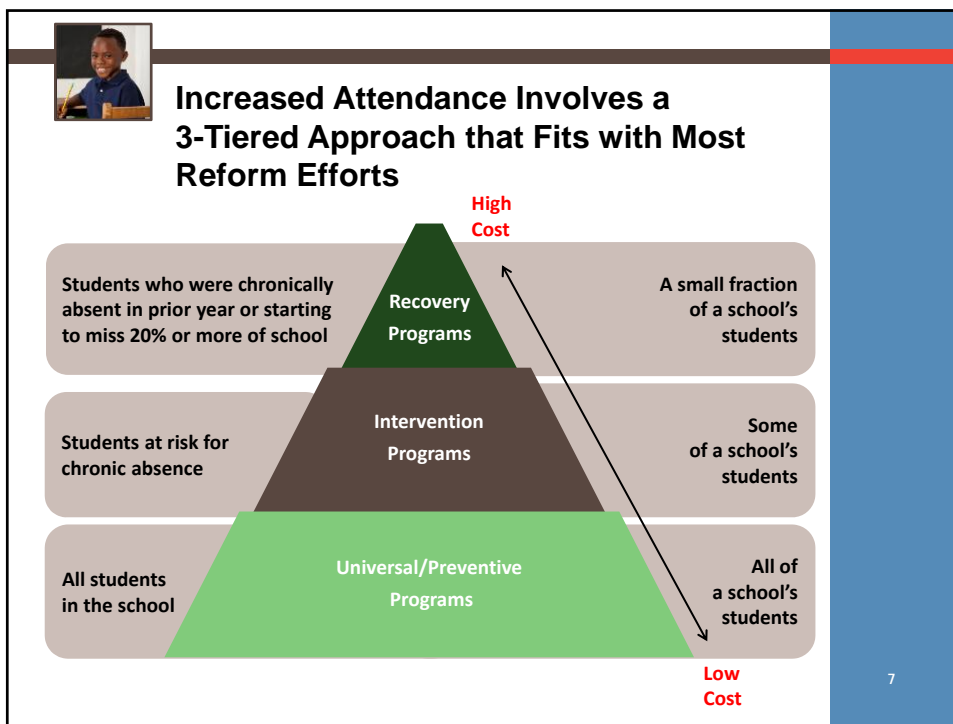 Increased Attendance Involves a
3-Tiered Approach that Fits with Most
Reform Efforts
High
Cost
Students who were chronically
absent in prior year or starting
to miss 20% or more of school
Recovery
Programs
A small fraction
of a school's
students
Students at risk for
chronic absence
Intervention
Programs
Some
of a school's
students
All students
in the school
Universal/Preventive
Programs
All of
a school's
students
Low
Cost
7